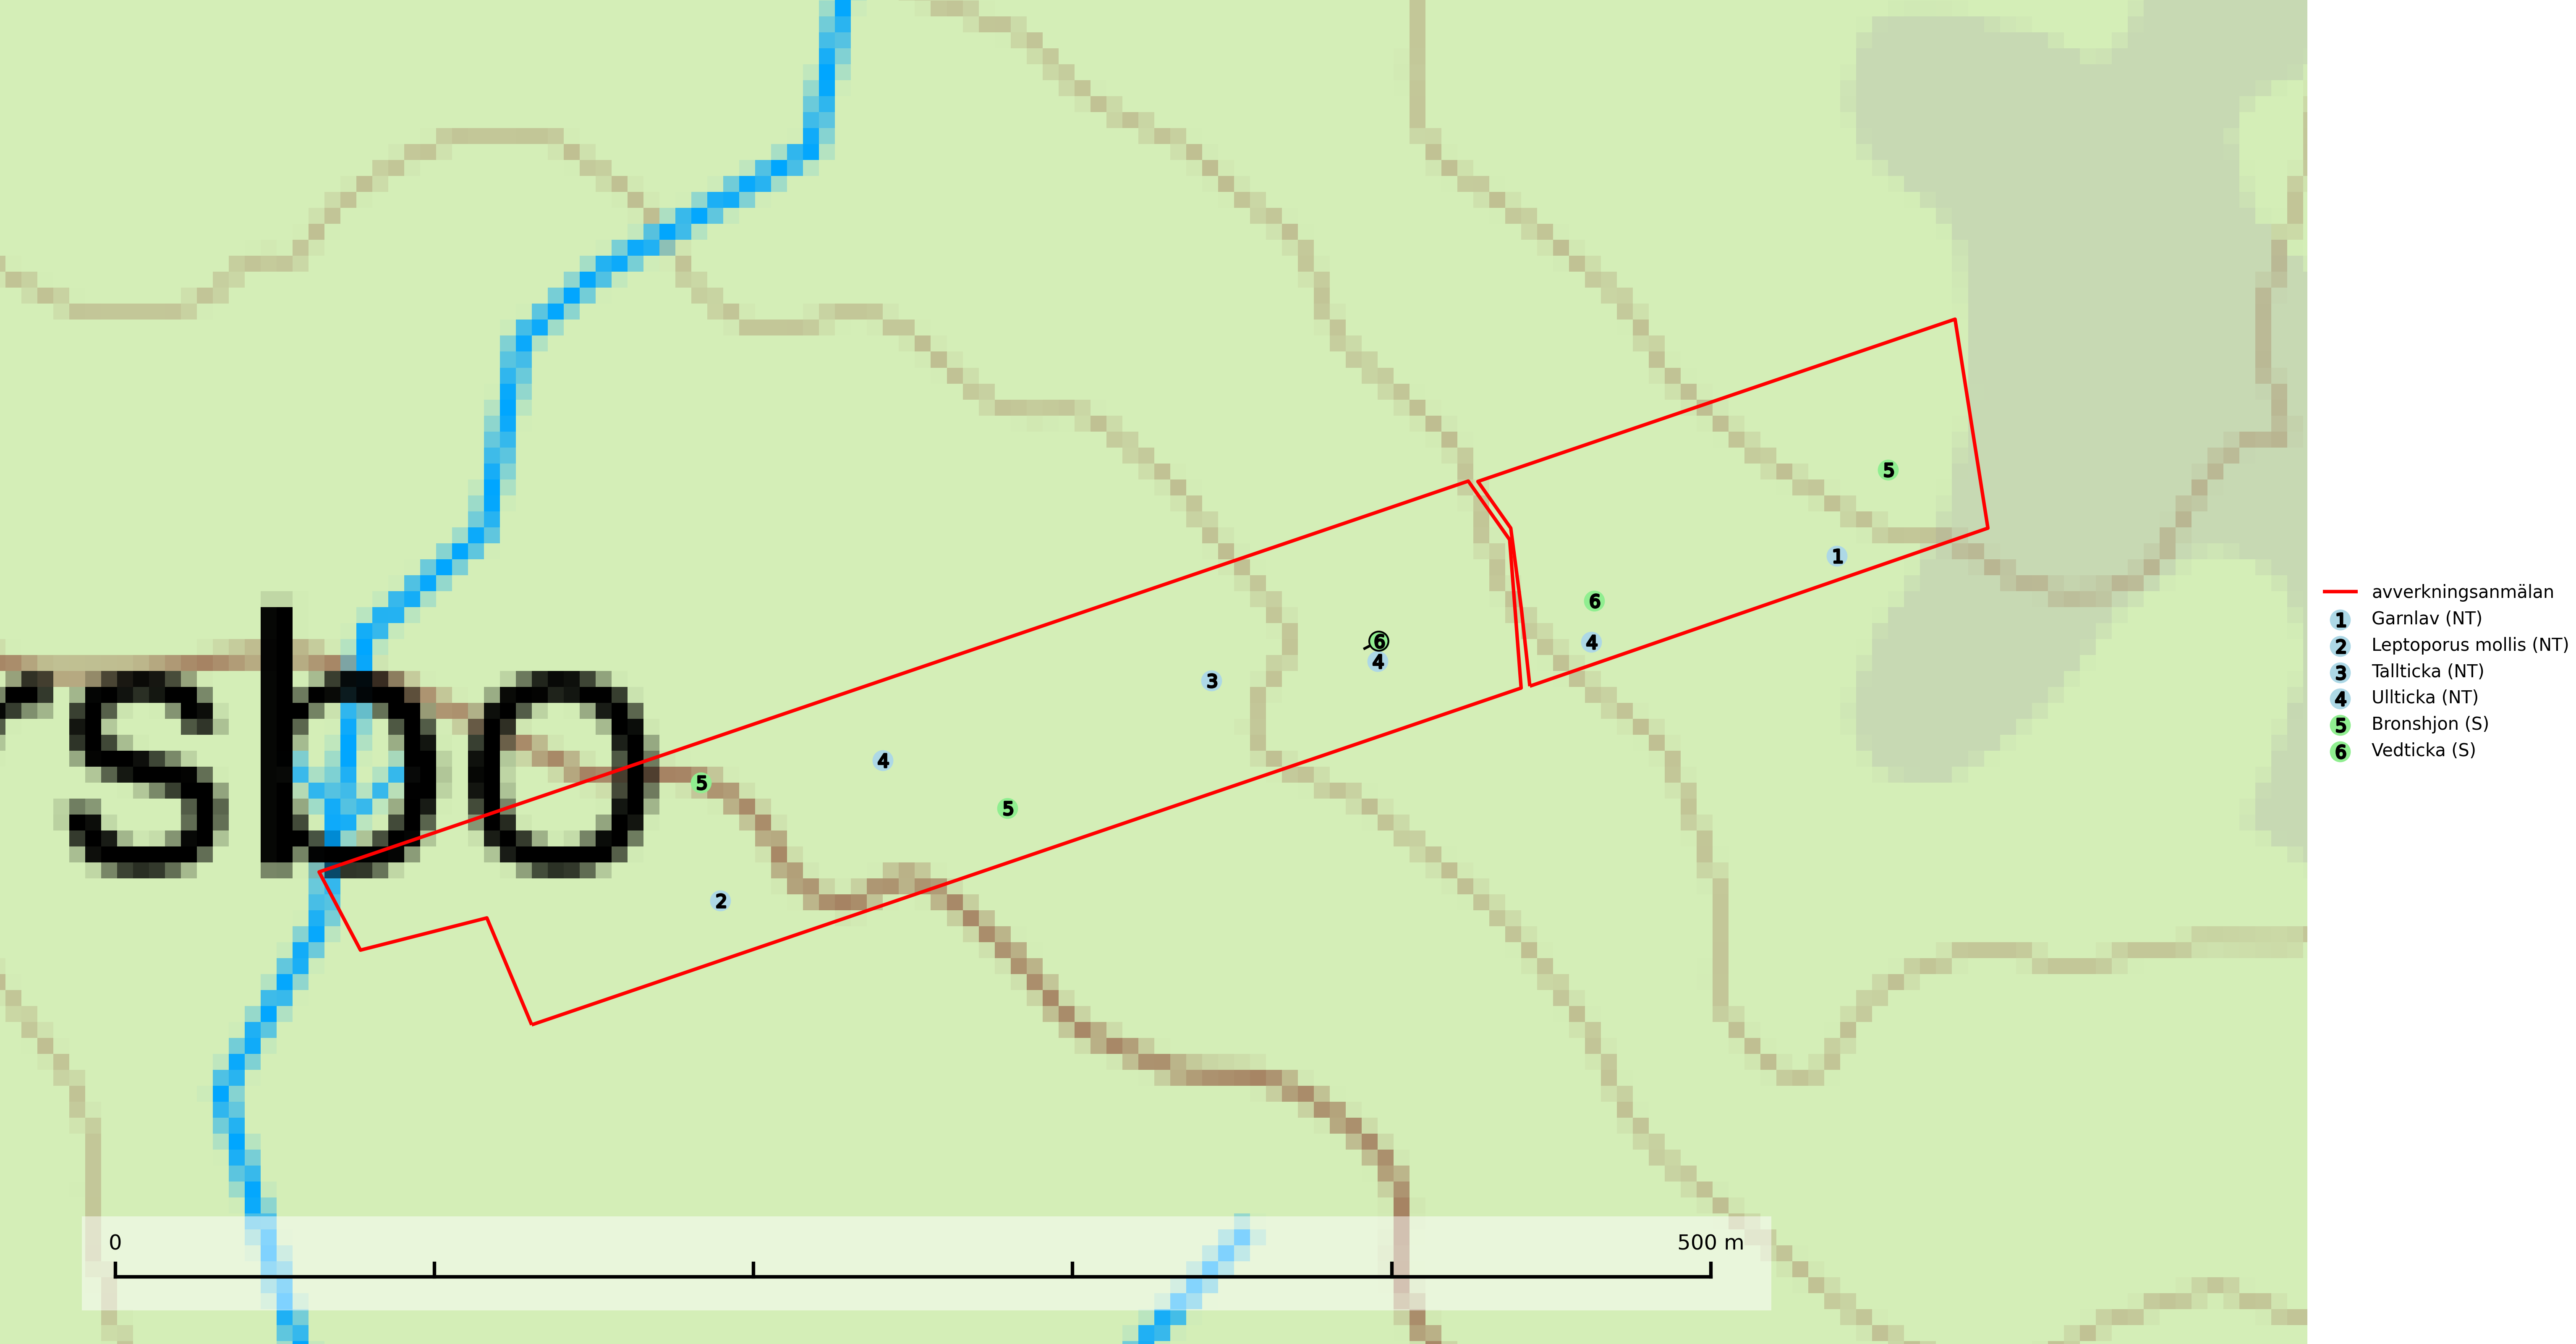 5
1
6
4
6
4
3
4
5
5
2
sbo
0 500 m
avverkningsanmälan
1 Garnlav (NT)
2 Leptoporus mollis (NT)
3 Tallticka (NT)
4 Ullticka (NT)
5 Bronshjon (S)
6 Vedticka (S)